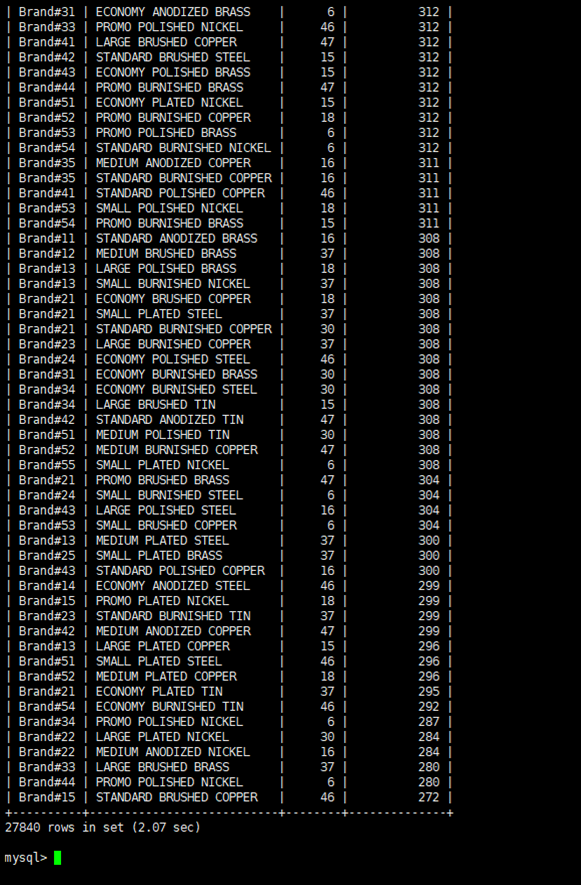 | Brand#31 | ECONOMY ANODIZED BRASS    |      6 |          312 |
| Brand#33 | PROMO POLISHED NICKEL     |     46 |          312 |
| Brand#41 | LARGE BRUSHED COPPER      |     47 |          312 |
| Brand#42 | STANDARD BRUSHED STEEL    |     15 |          312 |
| Brand#43 | ECONOMY POLISHED BRASS    |     15 |          312 |
| Brand#44 | PROMO BURNISHED BRASS     |     47 |          312 |
| Brand#51 | ECONOMY PLATED NICKEL     |     15 |          312 |
| Brand#52 | PROMO BURNISHED COPPER    |     18 |          312 |
| Brand#53 | PROMO POLISHED BRASS      |      6 |          312 |
| Brand#54 | STANDARD BURNISHED NICKEL |      6 |          312 |
| Brand#35 | MEDIUM ANODIZED COPPER    |     16 |          311 |
| Brand#35 | STANDARD BURNISHED COPPER |     16 |          311 |
| Brand#41 | STANDARD POLISHED COPPER  |     46 |          311 |
| Brand#53 | SMALL POLISHED NICKEL     |     18 |          311 |
| Brand#54 | PROMO BURNISHED BRASS     |     15 |          311 |
| Brand#11 | STANDARD ANODIZED BRASS   |     16 |          308 |
| Brand#12 | MEDIUM BRUSHED BRASS      |     37 |          308 |
| Brand#13 | LARGE POLISHED BRASS      |     18 |          308 |
| Brand#13 | SMALL BURNISHED NICKEL    |     37 |          308 |
| Brand#21 | ECONOMY BRUSHED COPPER    |     18 |          308 |
| Brand#21 | SMALL PLATED STEEL        |     37 |          308 |
| Brand#21 | STANDARD BURNISHED COPPER |     30 |          308 |
| Brand#23 | LARGE BURNISHED COPPER    |     37 |          308 |
| Brand#24 | ECONOMY POLISHED STEEL    |     46 |          308 |
| Brand#31 | ECONOMY BURNISHED BRASS   |     30 |          308 |
| Brand#34 | ECONOMY BURNISHED STEEL   |     30 |          308 |
| Brand#34 | LARGE BRUSHED TIN         |     15 |          308 |
| Brand#42 | STANDARD ANODIZED TIN     |     47 |          308 |
| Brand#51 | MEDIUM POLISHED TIN       |     30 |          308 |
| Brand#52 | MEDIUM BURNISHED COPPER   |     47 |          308 |
| Brand#55 | SMALL PLATED NICKEL       |      6 |          308 |
| Brand#21 | PROMO BRUSHED BRASS       |     47 |          304 |
| Brand#24 | SMALL BURNISHED STEEL     |      6 |          304 |
| Brand#43 | LARGE POLISHED STEEL      |     16 |          304 |
| Brand#53 | SMALL BRUSHED COPPER      |      6 |          304 |
| Brand#13 | MEDIUM PLATED STEEL       |     37 |          300 |
| Brand#25 | SMALL PLATED BRASS        |     37 |          300 |
| Brand#43 | STANDARD POLISHED COPPER  |     16 |          300 |
| Brand#14 | ECONOMY ANODIZED STEEL    |     46 |          299 |
| Brand#15 | PROMO PLATED NICKEL       |     18 |          299 |
| Brand#23 | STANDARD BURNISHED TIN    |     37 |          299 |
| Brand#42 | MEDIUM ANODIZED COPPER    |     47 |          299 |
| Brand#13 | LARGE PLATED COPPER       |     15 |          296 |
| Brand#51 | SMALL PLATED STEEL        |     46 |          296 |
| Brand#52 | MEDIUM PLATED COPPER      |     18 |          296 |
| Brand#21 | ECONOMY PLATED TIN        |     37 |          295 |
| Brand#54 | ECONOMY BURNISHED TIN     |     46 |          292 |
| Brand#34 | PROMO POLISHED NICKEL     |      6 |          287 |
| Brand#22 | LARGE PLATED NICKEL       |     30 |          284 |
| Brand#22 | MEDIUM ANODIZED NICKEL    |     16 |          284 |
| Brand#33 | LARGE BRUSHED BRASS       |     37 |          280 |
| Brand#44 | PROMO POLISHED NICKEL     |      6 |          280 |
| Brand#15 | STANDARD BRUSHED COPPER   |     46 |          272 |
+----------+---------------------------+--------+--------------+
27840 rows in set (2.07 sec)
mysql>